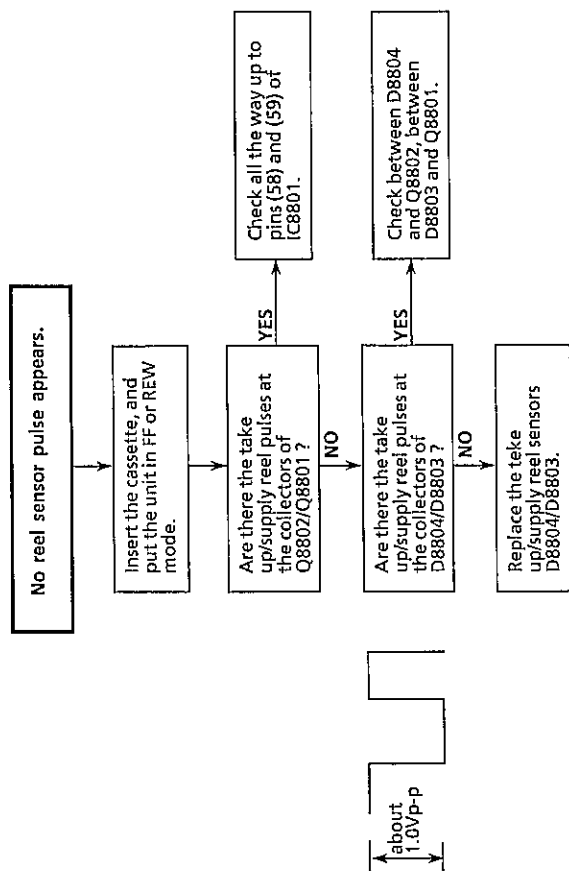 No reel sensor pulse appears.
Insert the cassette, and
put the unit in FF or REW
mode.
Are there the take
up/supply reel pulses at
the collectors of
Q8802/Q8801 ?
YES
Check all the way up to
pins (58) and (59) of
IC8801.
NO
Are there the take
up/supply reel pulses at
the collectors of
D8804/D8803 ?
YES
Check between D8804
and Q8802, between
D8803 and Q8801.
NO
Replace the teke
up/supply reel sensors
D8804/D8803.
about
1.0Vp-p